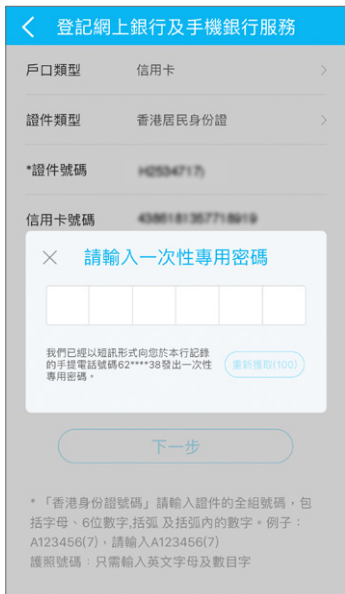 登記網上銀行及手機銀行服務
戶口類型 信用卡
證件類型 香港居民身份證
*證件號碼
信用卡號碼
請輸入一次性專用密碼
我們已經以短訊形式向您於本行記錄
的手提電話號碼62****38發出一次性
專用密碼。
重新獲取(100)
下一步
* 「香港身份證號碼」請輸入證件的全組號碼，包
括字母、6位數字,括弧 及括弧內的數字。例子：
A123456(7)，請輸入A123456(7)
護照號碼：只需輸入英文字母及數目字